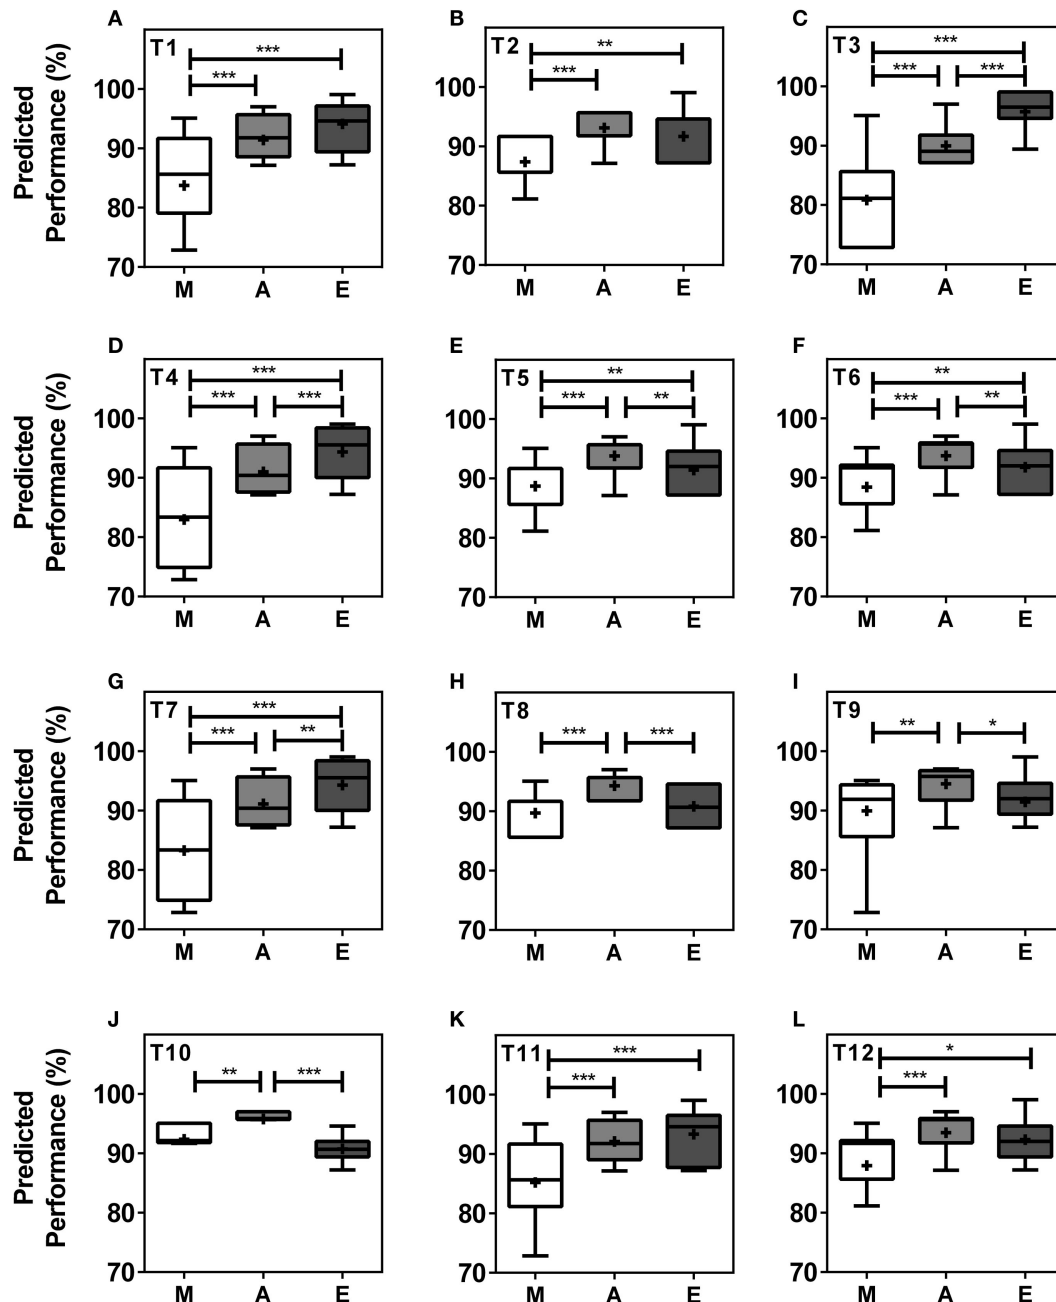 A
B
C
Predicted
Performance (%)
T1
***
***
100
90
80
70
M A E
T2
**
***
100
90
80
70
M A E
T3
***
*** ***
100
90
80
70
M A E
D
E
F
Predicted
Performance (%)
T4
***
*** ***
100
90
80
70
M A E
T5
**
*** **
100
90
80
70
M A E
T6
**
*** **
100
90
80
70
M A E
G
H
I
Predicted
Performance (%)
T7
***
*** **
100
90
80
70
M A E
T8
*** ***
100
90
80
70
M A E
T9
** *
100
90
80
70
M A E
J
K
L
Predicted
Performance (%)
T10
** ***
100
90
80
70
M A E
T11
***
***
100
90
80
70
M A E
T12
*
***
100
90
80
70
M A E